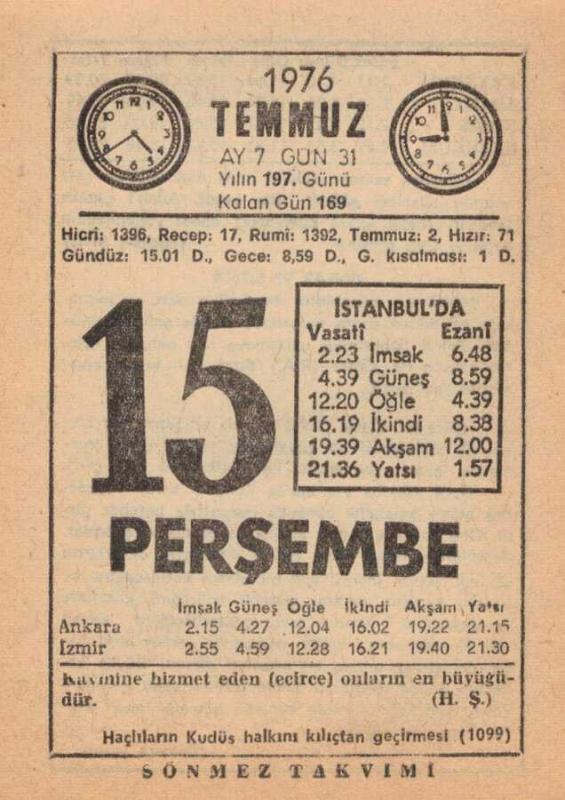 1976
TEMMUZ
AY 7 GÜN 31
Yılın 197. Günü
Kalan Gün 169
Hicrî: 1396, Recep: 17, Rumî: 1392, Temmuz: 2, Hızır: 71
Gündüz: 15.01 D., Gece: 8,59 D., G. kısalması: 1 D.
15
İSTANBUL'DA
Vasatî Ezanî
2.23 İmsak 6.48
4.39 Güneş 8.59
12.20 Öğle 4.39
16.19 İkindi 8.38
19.39 Akşam 12.00
21.36 Yatsı 1.57
PERŞEMBE
İmsak Güneş Öğle İkindi Akşam Yatsı
Ankara 2.15 4.27 12.04 16.02 19.22 21.15
İzmir 2.55 4.59 12.28 16.21 19.40 21.30
Kavmine hizmet eden (ecirce) onların en büyüğü-
dür. (H. Ş.)
Haçlıların Kudüs halkını kılıçtan geçirmesi (1099)
SÖNMEZ TAKVİMİ